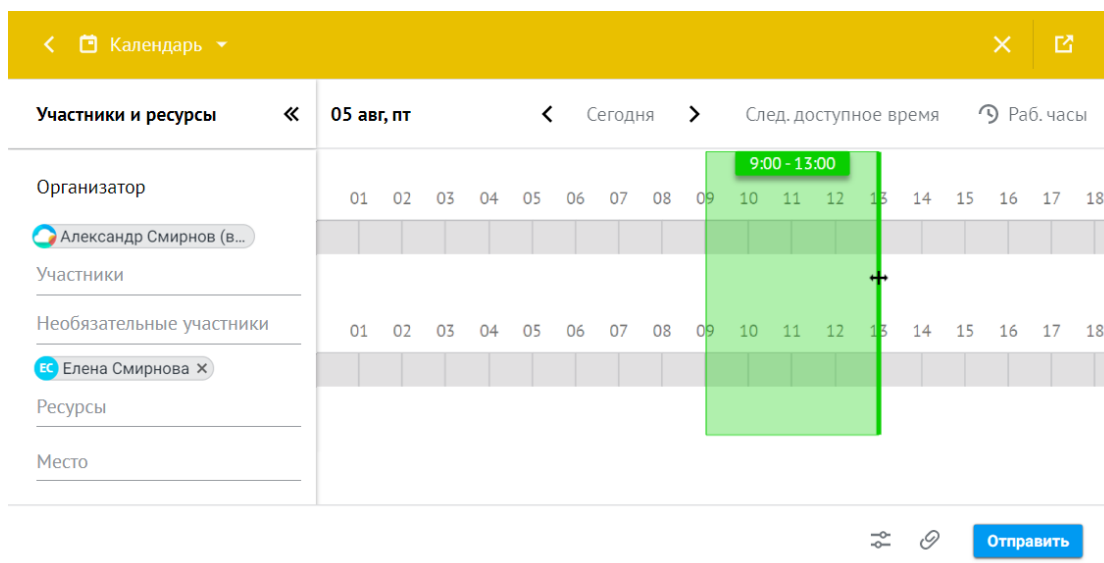 Календарь
Участники и ресурсы
05 авг, пт
Сегодня
След. доступное время
Раб. часы
9:00 - 13:00
Организатор
01 02 03 04 05 06 07 08 09 10 11 12 13 14 15 16 17 18
Александр Смирнов (в...
Участники
Необязательные участники
01 02 03 04 05 06 07 08 09 10 11 12 13 14 15 16 17 18
ЕС Елена Смирнова
Ресурсы
Место
Отправить